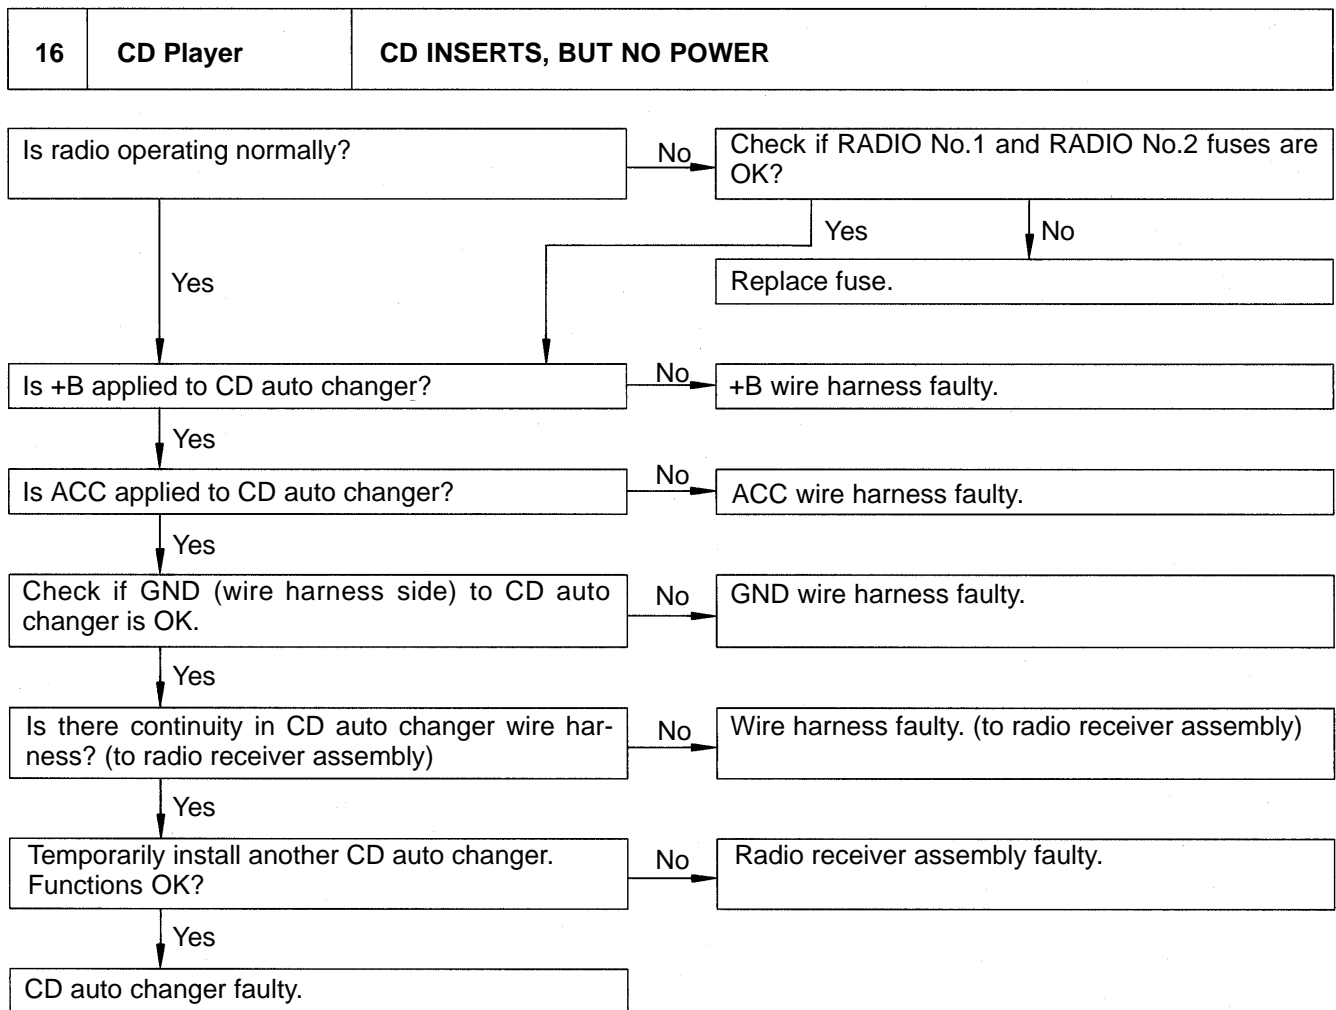 16 CD Player CD INSERTS, BUT NO POWER
Is radio operating normally?
No
Check if RADIO No.1 and RADIO No.2 fuses are
OK?
Yes
No
Yes
Replace fuse.
Is +B applied to CD auto changer?
No
+B wire harness faulty.
Yes
Is ACC applied to CD auto changer?
No
ACC wire harness faulty.
Yes
Check if GND (wire harness side) to CD auto
changer is OK.
No
GND wire harness faulty.
Yes
Is there continuity in CD auto changer wire har-
ness? (to radio receiver assembly)
No
Wire harness faulty. (to radio receiver assembly)
Yes
Temporarily install another CD auto changer.
Functions OK?
No
Radio receiver assembly faulty.
Yes
CD auto changer faulty.